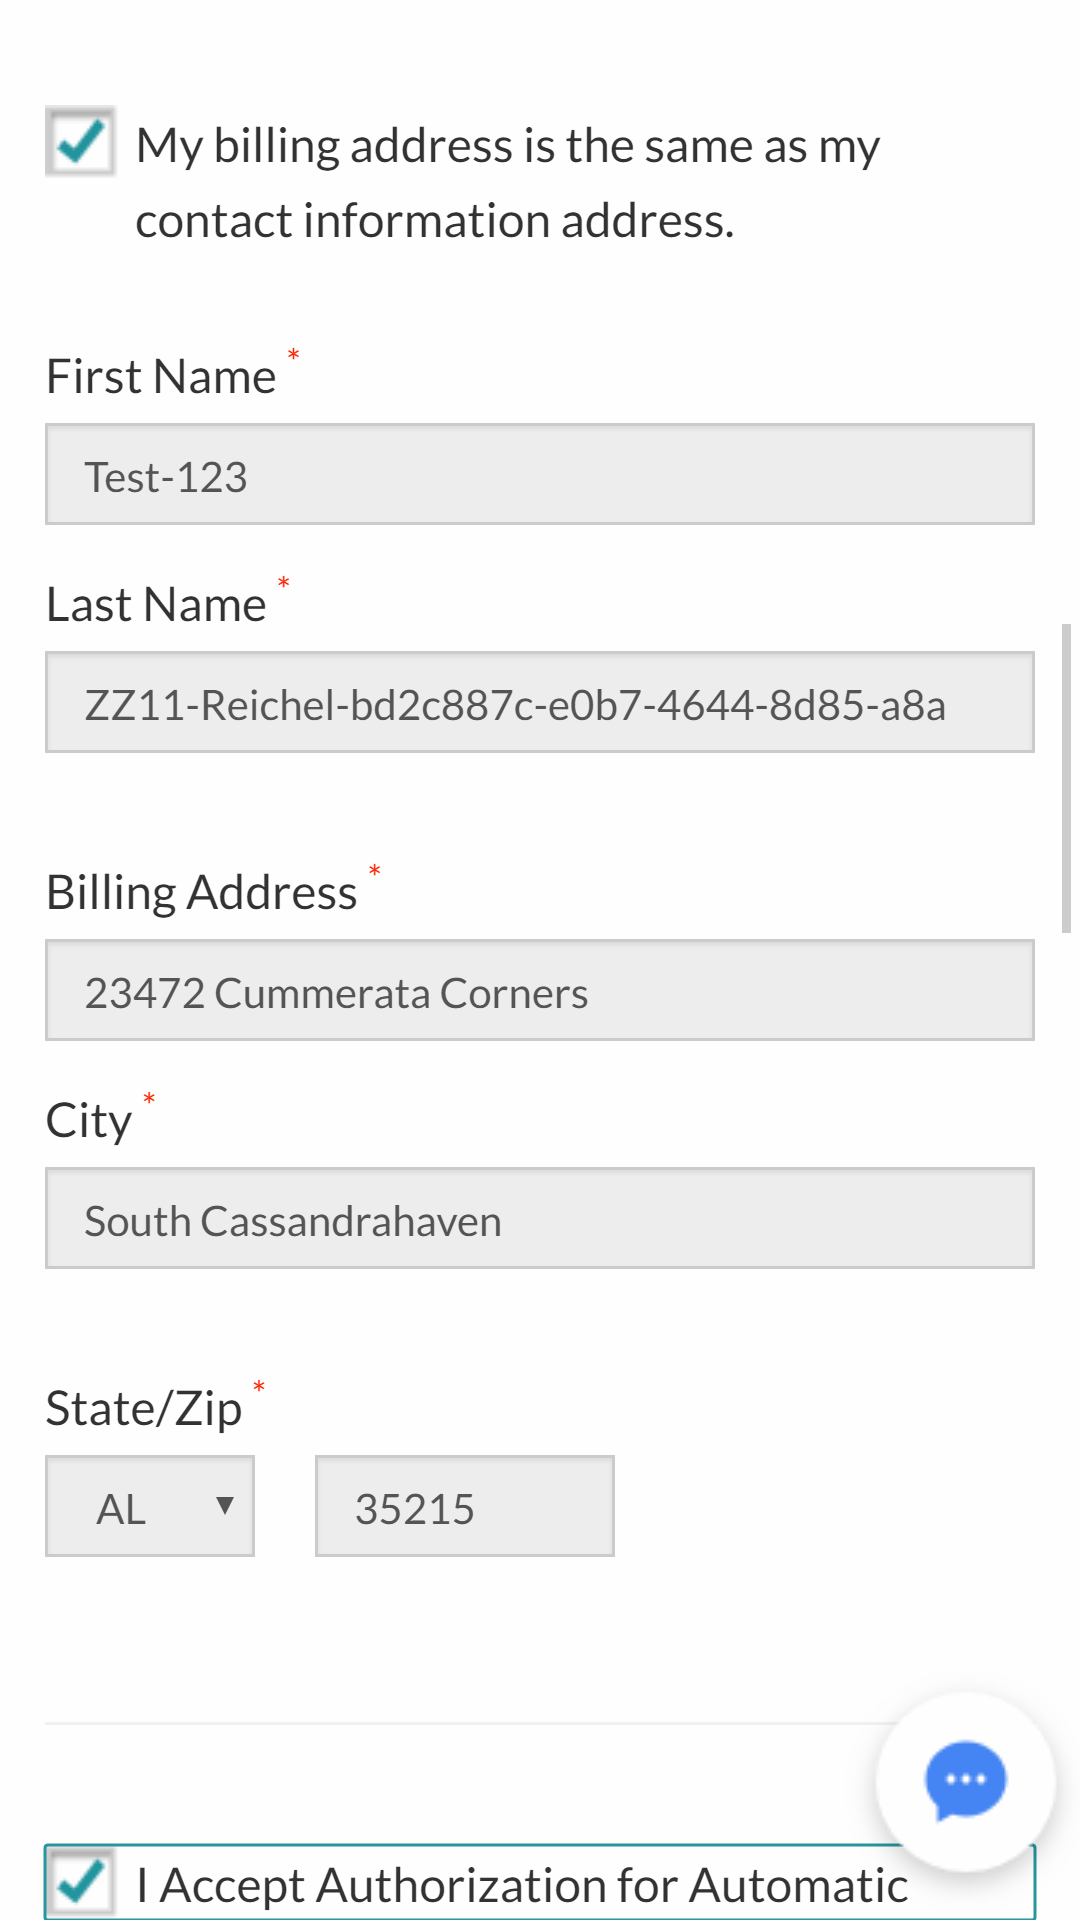 My billing address is the same as my
contact information address.
First Name *
Test-123
Last Name *
ZZ11-Reichel-bd2c887c-e0b7-4644-8d85-a8a
Billing Address *
23472 Cummerata Corners
City *
South Cassandrahaven
State/Zip *
AL 35215
I Accept Authorization for Automatic